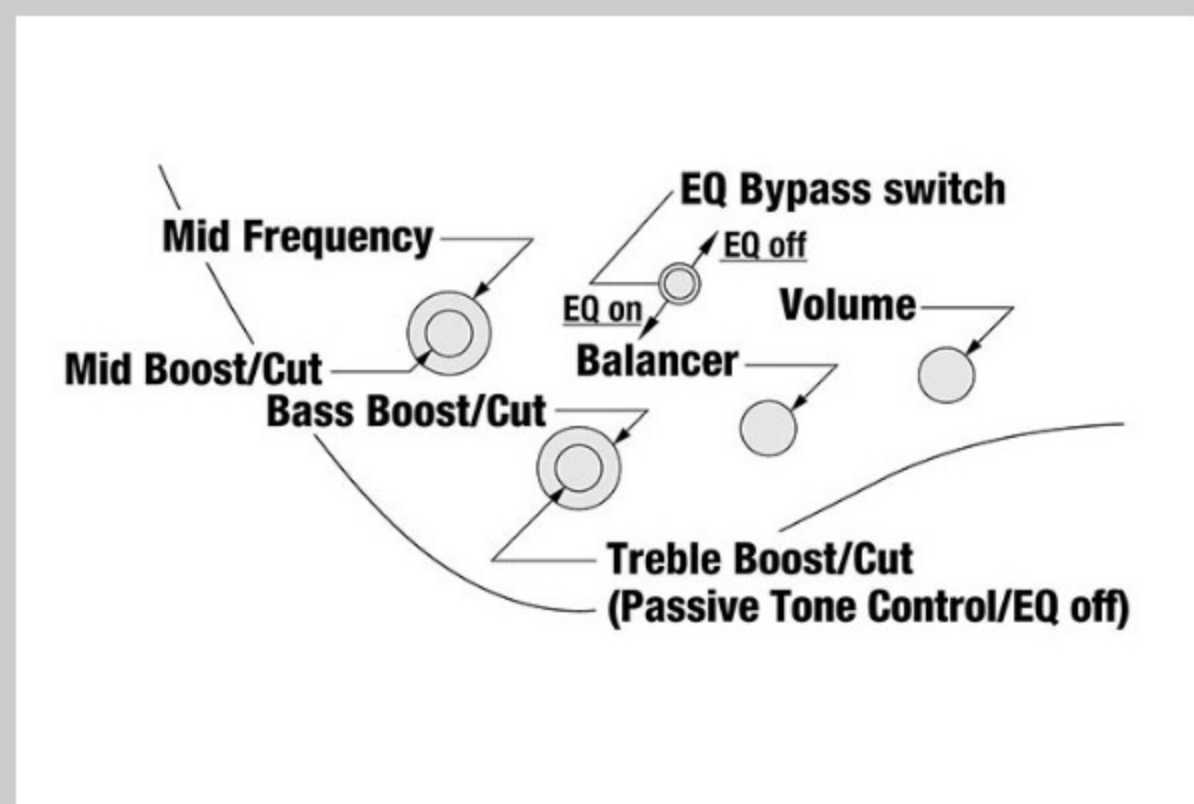 EQ Bypass switch
Mid Frequency
EQ off
EQ on
Volume
Balancer
Mid Boost/Cut
Bass Boost/Cut
Treble Boost/Cut
(Passive Tone Control/EQ off)